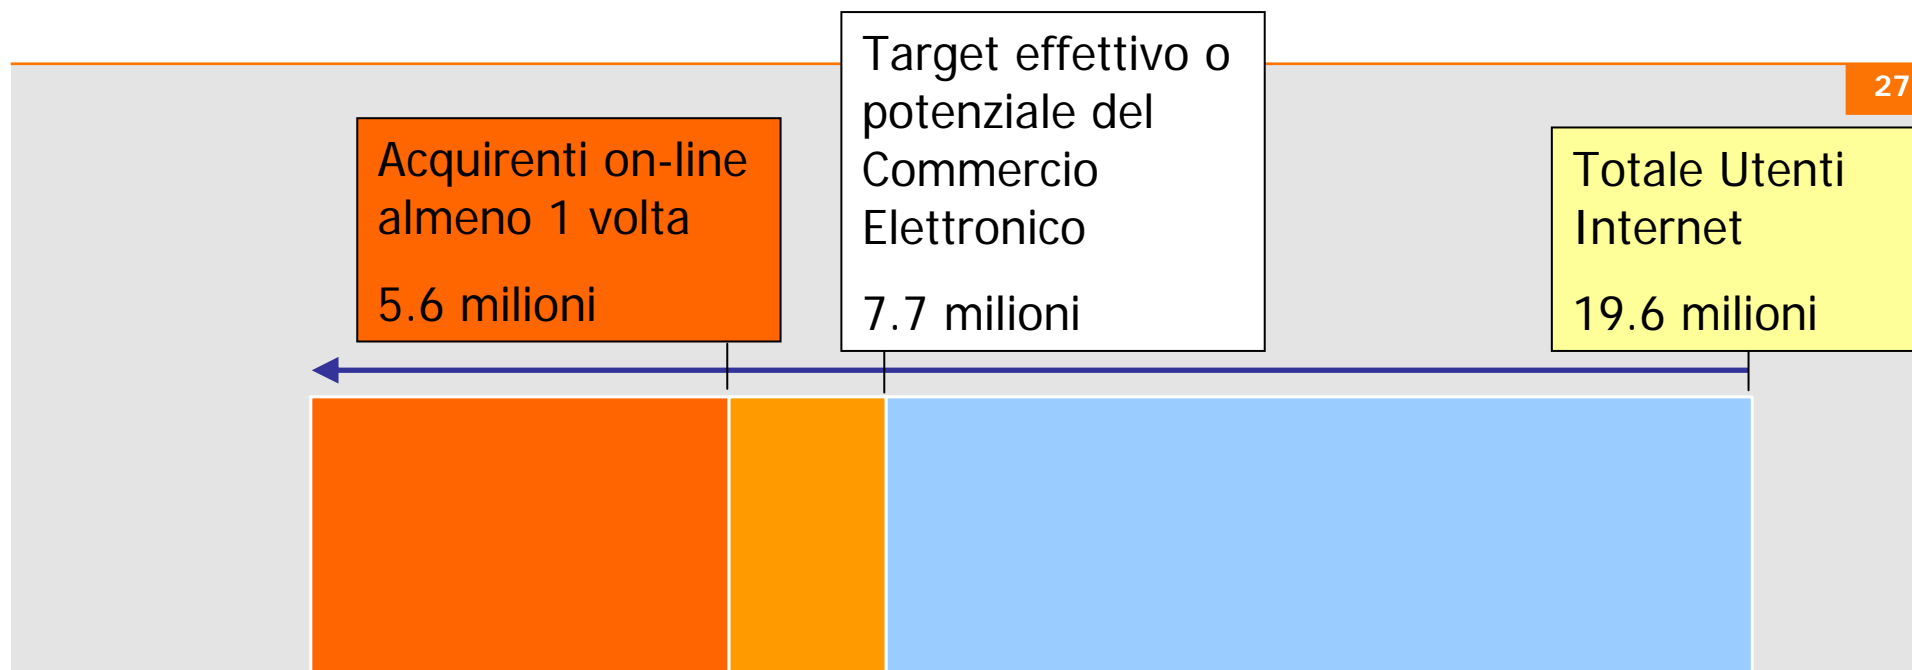 27
Acquirenti on-line
almeno 1 volta
5.6 milioni
Target effettivo o
potenziale del
Commercio
Elettronico
7.7 milioni
Totale Utenti
Internet
19.6 milioni